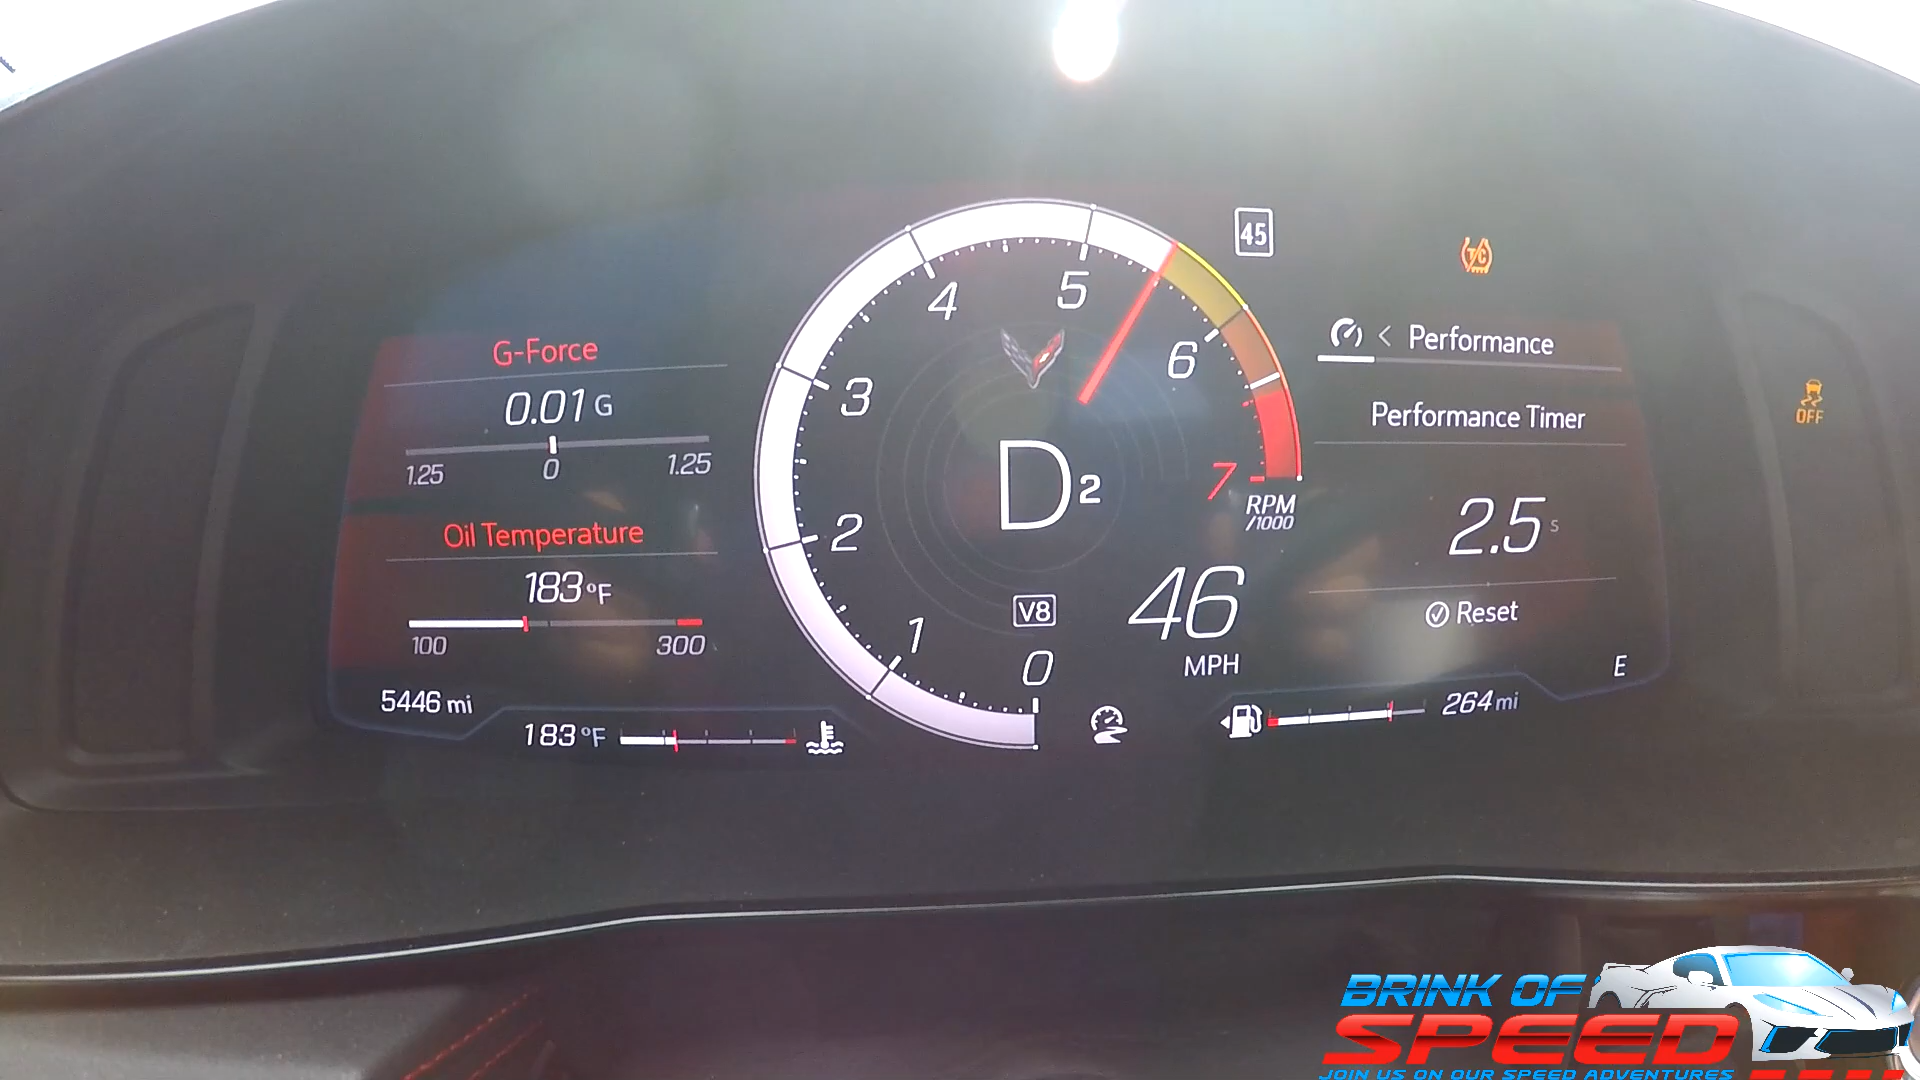 45
T/C
4
5
3
6
2
7
RPM
/1000
1
0
G-Force
0.01 G
1.25 0 1.25
Oil Temperature
183 °F
100 300
5446 mi
183 °F
D2
V8
46
MPH
< Performance
Performance Timer
2.5 s
Reset
E
264 mi
OFF
BRINK OF
SPEED
JOIN US ON OUR SPEED ADVENTURES